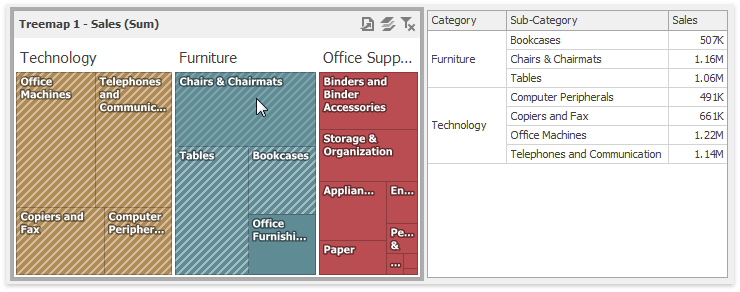 Treemap 1 - Sales (Sum)
Technology
Furniture
Office Supp...
Office
Machines
Telephones
and
Communic...
Copiers and
Fax
Computer
Peripher...
Chairs & Chairmats
Tables
Bookcases
Office
Furnishi...
Binders and
Binder
Accessories
Storage &
Organization
Applian...
En...
Pe...
&
Paper
...
Category Sub-Category Sales
Furniture
Bookcases 507K
Chairs & Chairmats 1.16M
Tables 1.06M
Technology
Computer Peripherals 491K
Copiers and Fax 661K
Office Machines 1.22M
Telephones and Communication 1.14M